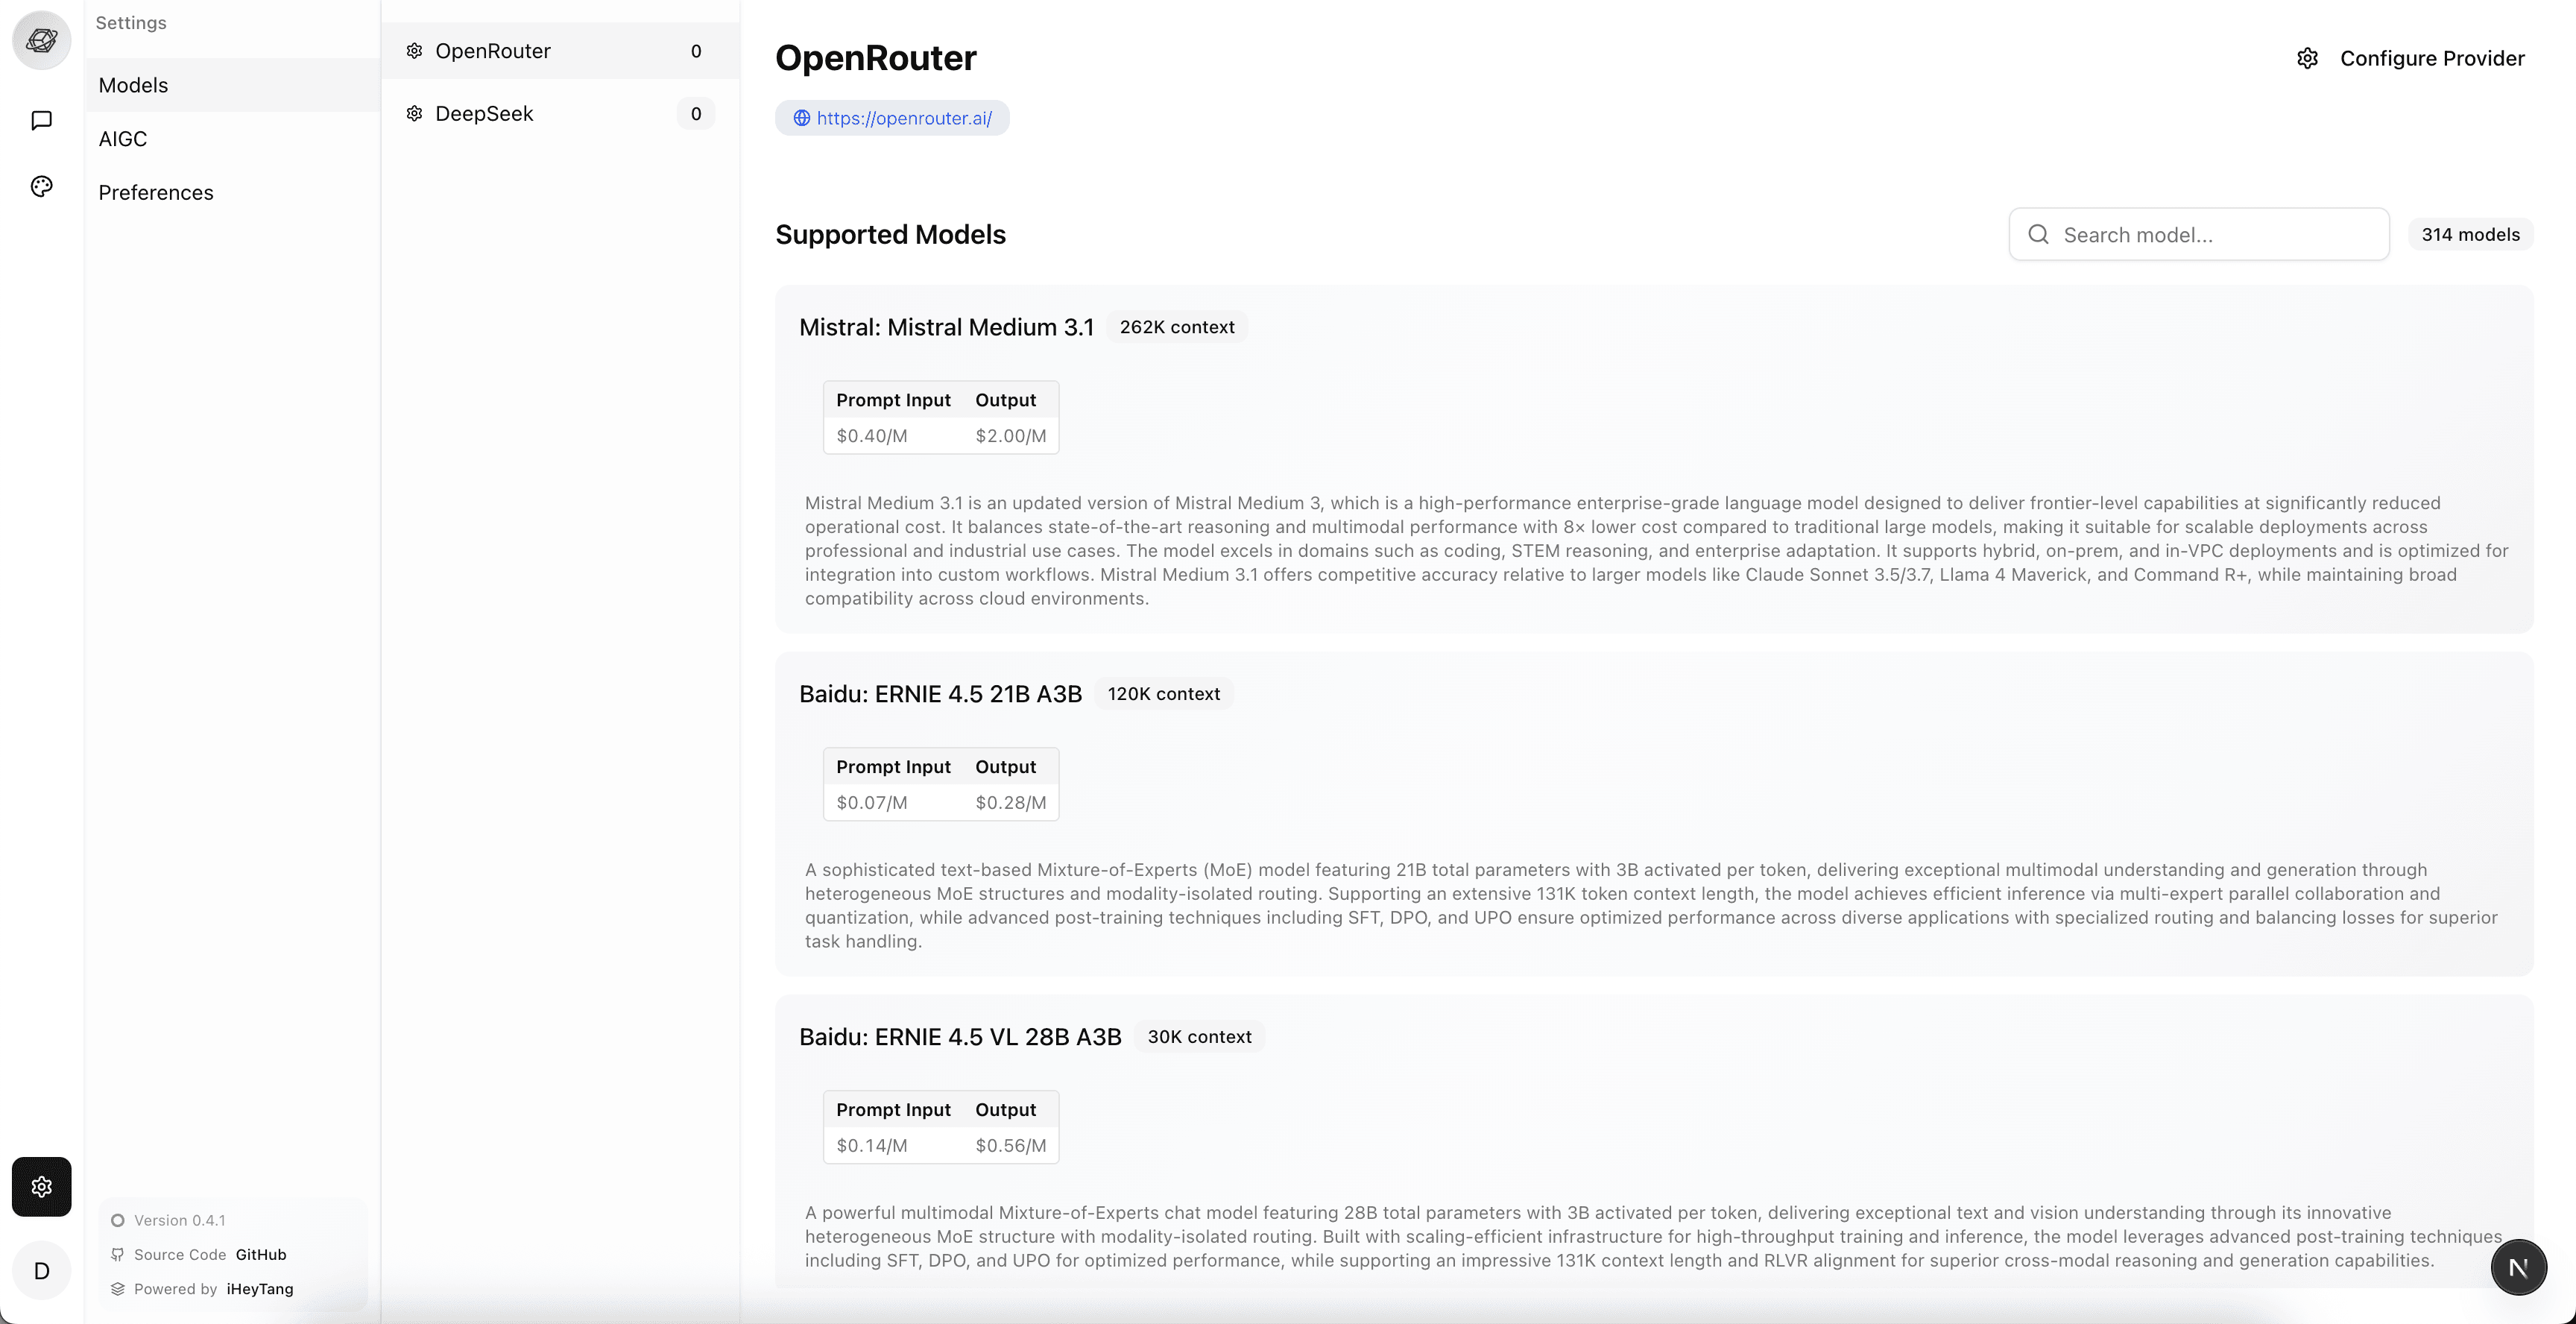 Settings
Models
AIGC
Preferences
Version 0.4.1
Source Code GitHub
Powered by iHeyTang
D
OpenRouter 0
DeepSeek 0
OpenRouter
Configure Provider
https://openrouter.ai/
Supported Models
Search model...
314 models
Mistral: Mistral Medium 3.1 262K context
Prompt Input Output
$0.40/M $2.00/M
Mistral Medium 3.1 is an updated version of Mistral Medium 3, which is a high-performance enterprise-grade language model designed to deliver frontier-level capabilities at significantly reduced
operational cost. It balances state-of-the-art reasoning and multimodal performance with 8× lower cost compared to traditional large models, making it suitable for scalable deployments across
professional and industrial use cases. The model excels in domains such as coding, STEM reasoning, and enterprise adaptation. It supports hybrid, on-prem, and in-VPC deployments and is optimized for
integration into custom workflows. Mistral Medium 3.1 offers competitive accuracy relative to larger models like Claude Sonnet 3.5/3.7, Llama 4 Maverick, and Command R+, while maintaining broad
compatibility across cloud environments.
Baidu: ERNIE 4.5 21B A3B 120K context
Prompt Input Output
$0.07/M $0.28/M
A sophisticated text-based Mixture-of-Experts (MoE) model featuring 21B total parameters with 3B activated per token, delivering exceptional multimodal understanding and generation through
heterogeneous MoE structures and modality-isolated routing. Supporting an extensive 131K token context length, the model achieves efficient inference via multi-expert parallel collaboration and
quantization, while advanced post-training techniques including SFT, DPO, and UPO ensure optimized performance across diverse applications with specialized routing and balancing losses for superior
task handling.
Baidu: ERNIE 4.5 VL 28B A3B 30K context
Prompt Input Output
$0.14/M $0.56/M
A powerful multimodal Mixture-of-Experts chat model featuring 28B total parameters with 3B activated per token, delivering exceptional text and vision understanding through its innovative
heterogeneous MoE structure with modality-isolated routing. Built with scaling-efficient infrastructure for high-throughput training and inference, the model leverages advanced post-training techniques
including SFT, DPO, and UPO for optimized performance, while supporting an impressive 131K context length and RLVR alignment for superior cross-modal reasoning and generation capabilities.
N